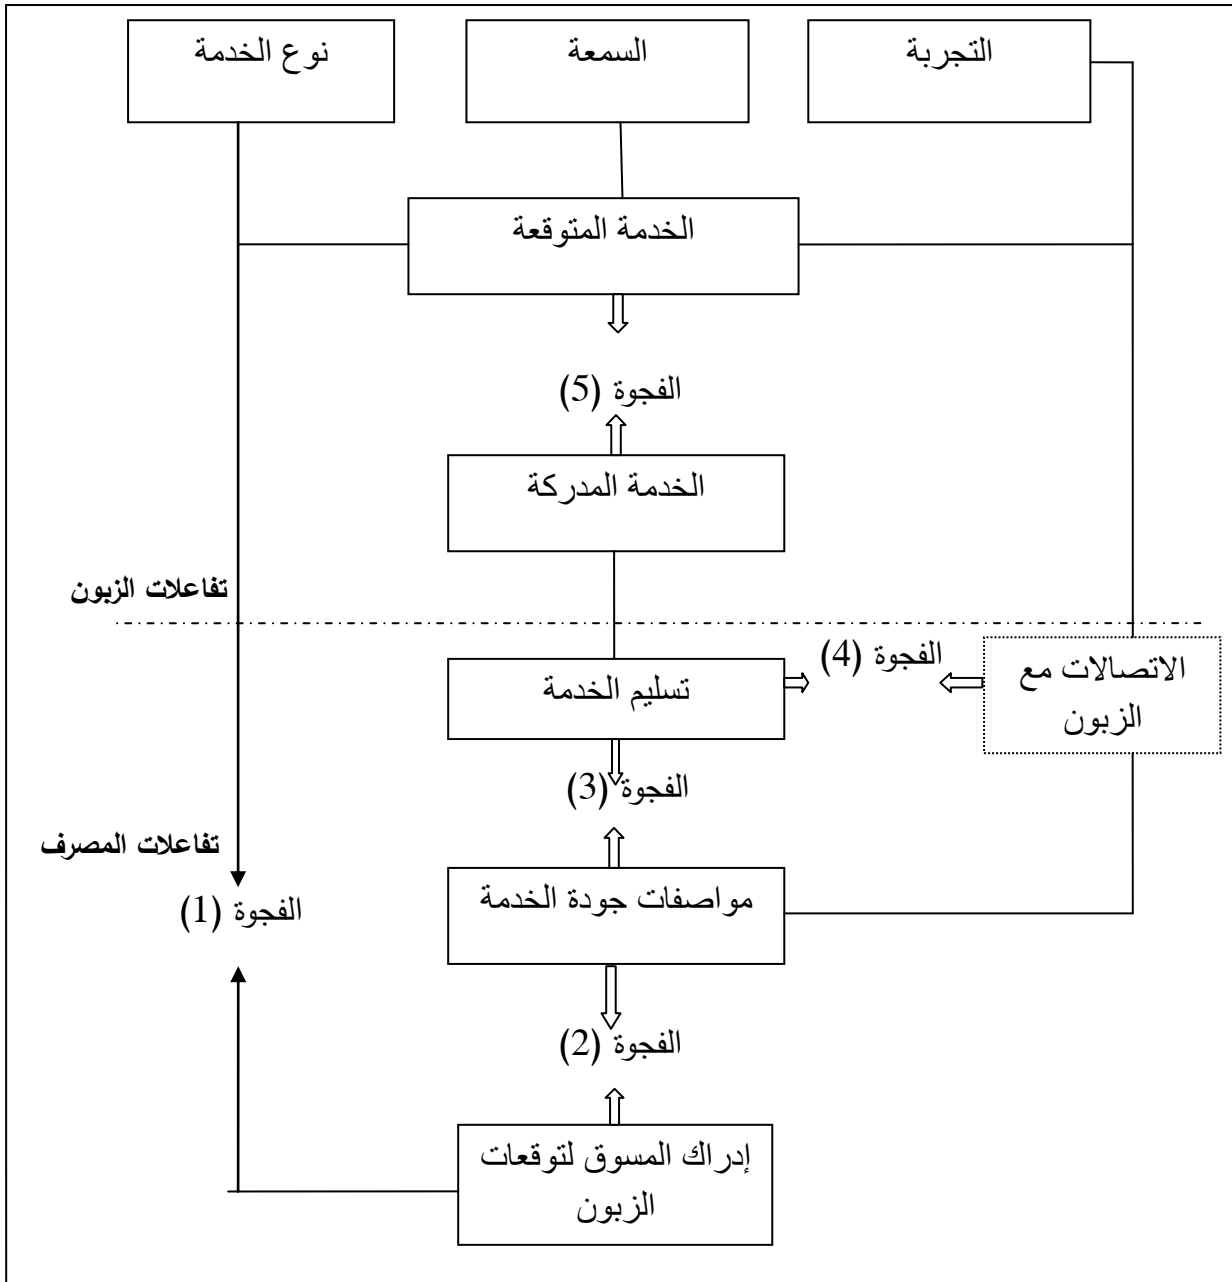 التجربة
السمعة
نوع الخدمة
الخدمة المتوقعة
الفجوة (5)
الخدمة المدركة
تفاعلات الزبون
الاتصالات مع
الزبون
الفجوة (4)
تسليم الخدمة
الفجوة (3)
تفاعلات المصرف
مواصفات جودة الخدمة
الفجوة (1)
الفجوة (2)
إدراك المسوق لتوقعات
الزبون